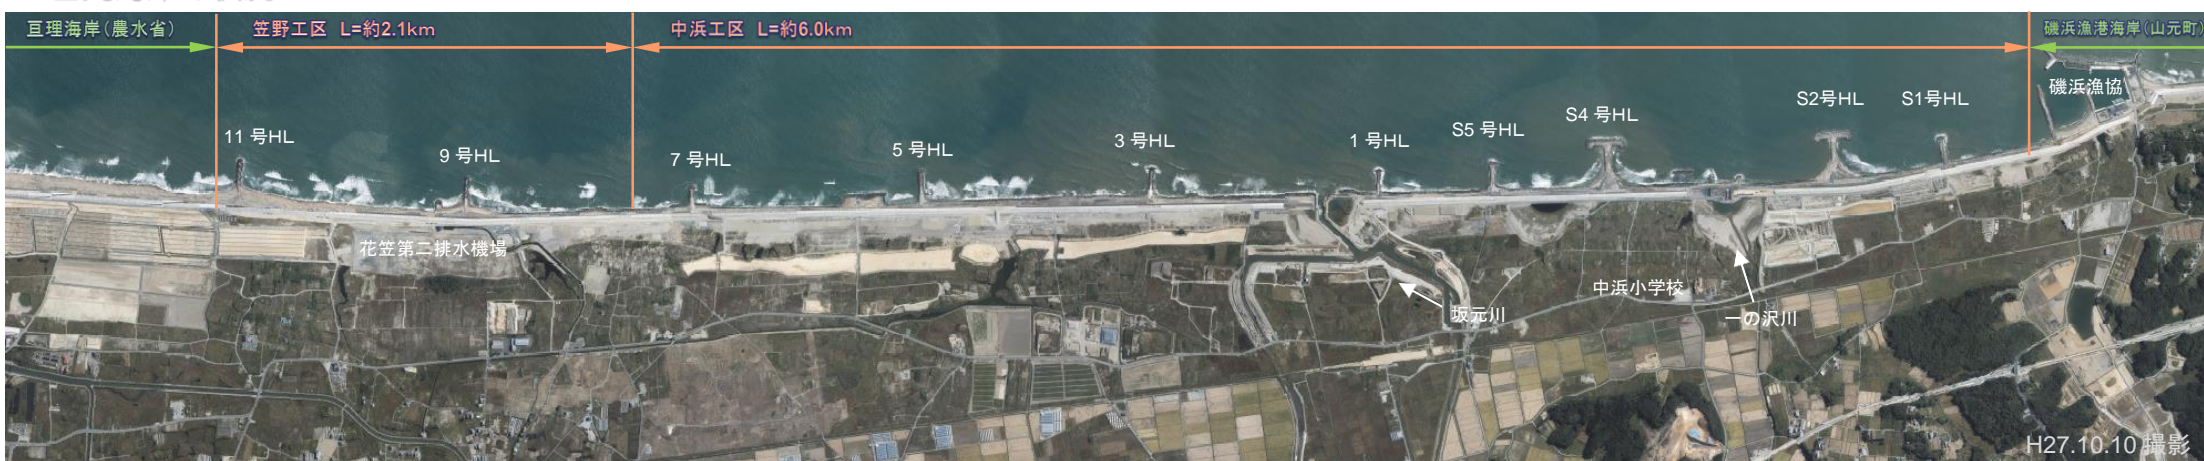 亘理海岸(農水省)
笠野工区 L=約2.1km
中浜工区 L=約6.0km
磯浜漁港海岸(山元町)
磯浜漁協
S2号HL
S1号HL
S4 号HL
S5 号HL
11 号HL
9 号HL
7 号HL
5 号HL
3 号HL
1 号HL
花笠第二排水機場
中浜小学校
坂元川
一の沢川
H27.10.10 撮影